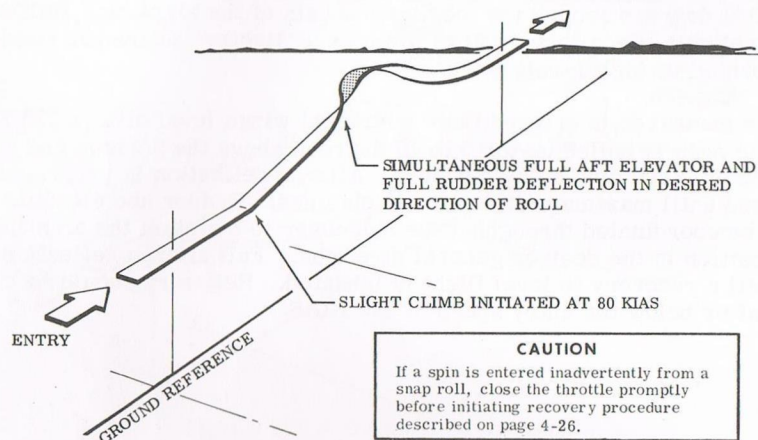 SIMULTANEOUS FULL AFT ELEVATOR AND
FULL RUDDER DEFLECTION IN DESIRED
DIRECTION OF ROLL
SLIGHT CLIMB INITIATED AT 80 KIAS
ENTRY
GROUND REFERENCE
CAUTION
If a spin is entered inadvertently from a
snap roll, close the throttle promptly
before initiating recovery procedure
described on page 4-26.